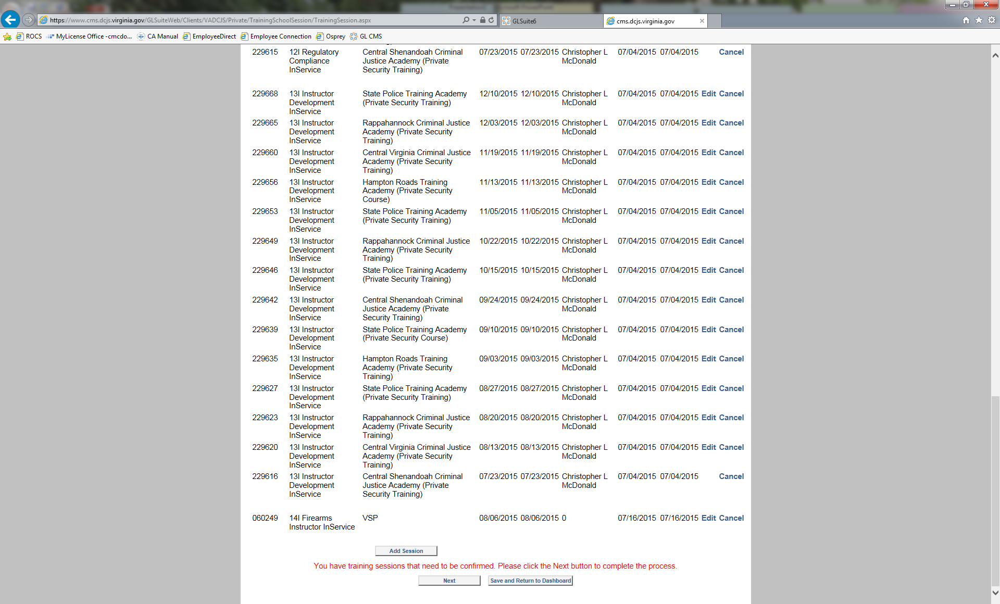 https://www.cms.dcjs.virginia.gov/GLSuiteWeb/Clients/VADCJS/Private/TrainingSchoolSession/TrainingSession.aspx
GLSuite6
cms.dcjs.virginia.gov
ROCS MyLicense Office -cmcdo... CA Manual EmployeeDirect Employee Connection Osprey GL CMS
229615 12I Regulatory Central Shenandoah Criminal 07/23/2015 07/23/2015 Christopher L 07/04/2015 07/04/2015 Cancel
Compliance Justice Academy (Private McDonald
InService Security Training)
229668 13I Instructor State Police Training Academy 12/10/2015 12/10/2015 Christopher L 07/04/2015 07/04/2015 Edit Cancel
Development (Private Security Training) McDonald
InService
229665 13I Instructor Rappahannock Criminal Justice 12/03/2015 12/03/2015 Christopher L 07/04/2015 07/04/2015 Edit Cancel
Development Academy (Private Security McDonald
InService Training)
229660 13I Instructor Central Virginia Criminal Justice 11/19/2015 11/19/2015 Christopher L 07/04/2015 07/04/2015 Edit Cancel
Development Academy (Private Security McDonald
InService Training)
229656 13I Instructor Hampton Roads Training 11/13/2015 11/13/2015 Christopher L 07/04/2015 07/04/2015 Edit Cancel
Development Academy (Private Security McDonald
InService Course)
229653 13I Instructor State Police Training Academy 11/05/2015 11/05/2015 Christopher L 07/04/2015 07/04/2015 Edit Cancel
Development (Private Security Training) McDonald
InService
229649 13I Instructor Rappahannock Criminal Justice 10/22/2015 10/22/2015 Christopher L 07/04/2015 07/04/2015 Edit Cancel
Development Academy (Private Security McDonald
InService Training)
229646 13I Instructor State Police Training Academy 10/15/2015 10/15/2015 Christopher L 07/04/2015 07/04/2015 Edit Cancel
Development (Private Security Training) McDonald
InService
229642 13I Instructor Central Shenandoah Criminal 09/24/2015 09/24/2015 Christopher L 07/04/2015 07/04/2015 Edit Cancel
Development Justice Academy (Private McDonald
InService Security Training)
229639 13I Instructor State Police Training Academy 09/10/2015 09/10/2015 Christopher L 07/04/2015 07/04/2015 Edit Cancel
Development (Private Security Course) McDonald
InService
229635 13I Instructor Hampton Roads Training 09/03/2015 09/03/2015 Christopher L 07/04/2015 07/04/2015 Edit Cancel
Development Academy (Private Security McDonald
InService Training)
229627 13I Instructor State Police Training Academy 08/27/2015 08/27/2015 Christopher L 07/04/2015 07/04/2015 Edit Cancel
Development (Private Security Training) McDonald
InService
229623 13I Instructor Rappahannock Criminal Justice 08/20/2015 08/20/2015 Christopher L 07/04/2015 07/04/2015 Edit Cancel
Development Academy (Private Security McDonald
InService Training)
229620 13I Instructor Central Virginia Criminal Justice 08/13/2015 08/13/2015 Christopher L 07/04/2015 07/04/2015 Edit Cancel
Development Academy (Private Security McDonald
InService Training)
229616 13I Instructor Central Shenandoah Criminal 07/23/2015 07/23/2015 Christopher L 07/04/2015 07/04/2015 Cancel
Development Justice Academy (Private McDonald
InService Security Training)
060249 14I Firearms VSP 08/06/2015 08/06/2015 0 07/16/2015 07/16/2015 Edit Cancel
Instructor InService
Add Session
You have training sessions that need to be confirmed. Please click the Next button to complete the process.
Next Save and Return to Dashboard